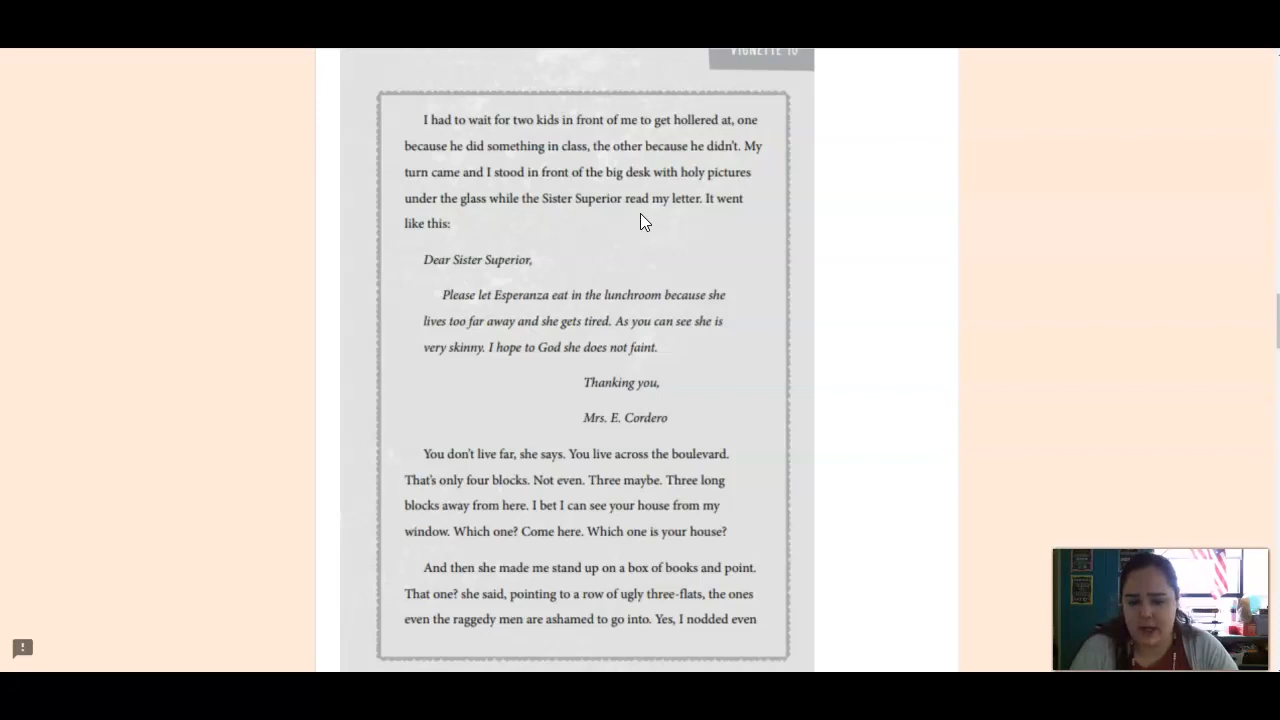 VIGNETTE 10
I had to wait for two kids in front of me to get hollered at, one
because he did something in class, the other because he didn't. My
turn came and I stood in front of the big desk with holy pictures
under the glass while the Sister Superior read my letter. It went
like this:
Dear Sister Superior,
Please let Esperanza eat in the lunchroom because she
lives too far away and she gets tired. As you can see she is
very skinny. I hope to God she does not faint.
Thanking you,
Mrs. E. Cordero
You don't live far, she says. You live across the boulevard.
That's only four blocks. Not even. Three maybe. Three long
blocks away from here. I bet I can see your house from my
window. Which one? Come here. Which one is your house?
And then she made me stand up on a box of books and point.
That one? she said, pointing to a row of ugly three-flats, the ones
even the raggedy men are ashamed to go into. Yes, I nodded even